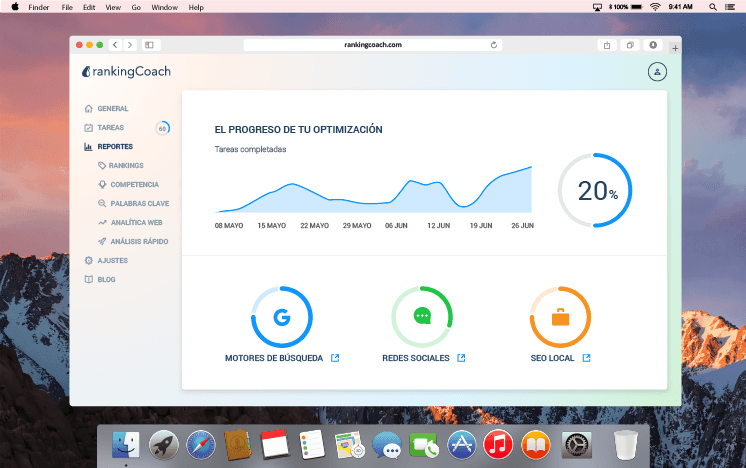 Finder File Edit View Go Window Help
100% 9:41 AM
rankingcoach.com
rankingCoach
GENERAL
TAREAS 60
REPORTES
RANKINGS
COMPETENCIA
PALABRAS CLAVE
ANALÍTICA WEB
ANÁLISIS RÁPIDO
AJUSTES
BLOG
EL PROGRESO DE TU OPTIMIZACIÓN
Tareas completadas
08 MAYO 15 MAYO 22 MAYO 29 MAYO 06 JUN 12 JUN 19 JUN 26 JUN
20%
G
MOTORES DE BÚSQUEDA REDES SOCIALES SEO LOCAL